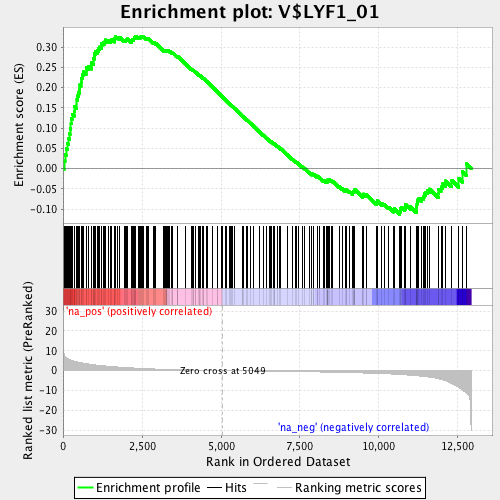 Enrichment plot: V$LYF1_01
Enrichment score (ES)
0.30
0.25
0.20
0.15
0.10
0.05
0.00
-0.05
-0.10
Ranked list metric (PreRanked)
30
20
10
0
-10
-20
-30
'na_pos' (positively correlated)
Zero cross at 5049
'na_neg' (negatively correlated)
0
2,500
5,000
7,500
10,000
12,500
Rank in Ordered Dataset
Enrichment profile
Hits
Ranking metric scores